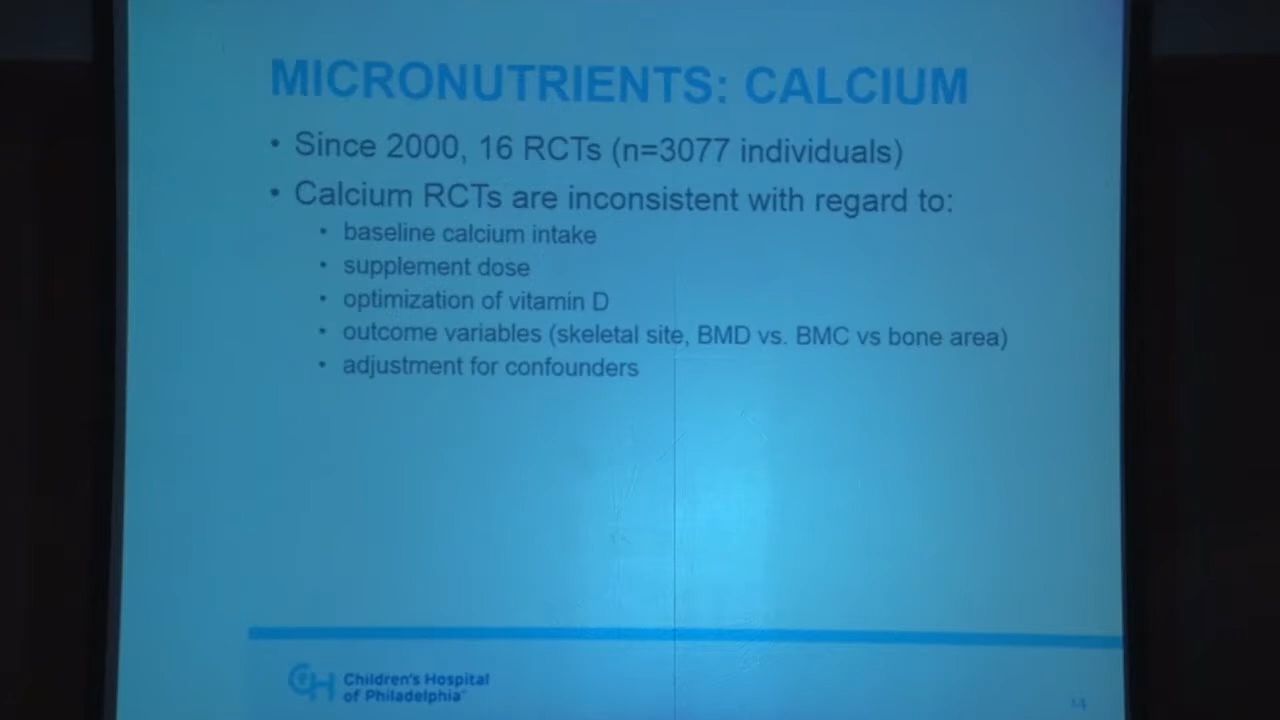 MICRONUTRIENTS: CALCIUM
• Since 2000, 16 RCTs (n=3077 individuals)
• Calcium RCTs are inconsistent with regard to:
• baseline calcium intake
• supplement dose
• optimization of vitamin D
• outcome variables (skeletal site, BMD vs. BMC vs bone area)
• adjustment for confounders
CH Children's Hospital
of Philadelphia®
14